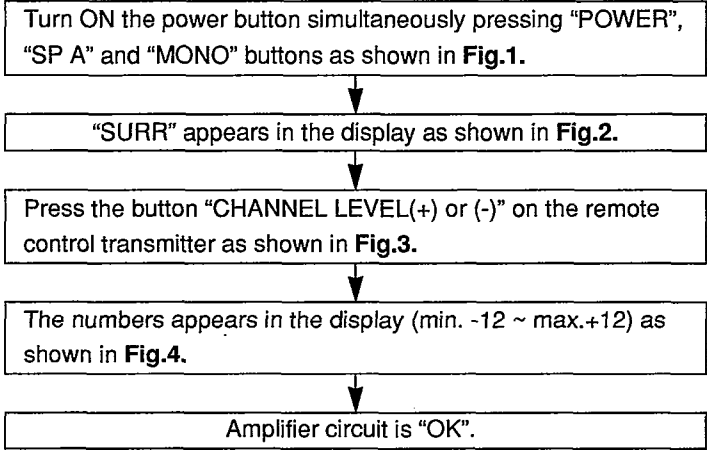 Turn ON the power button simultaneously pressing “POWER”,
“SP A” and “MONO” buttons as shown in Fig.1.
“SURR” appears in the display as shown in Fig.2.
Press the button “CHANNEL LEVEL(+) or (-)” on the remote
control transmitter as shown in Fig.3.
The numbers appears in the display (min. -12 ~ max.+12) as
shown in Fig.4.
Amplifier circuit is “OK”.